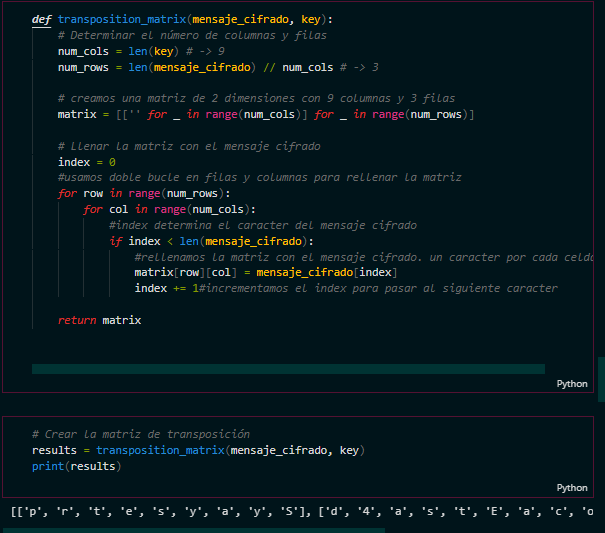 def transposition_matrix(mensaje_cifrado, key):
# Determinar el número de columnas y filas
num_cols = len(key) # -> 9
num_rows = len(mensaje_cifrado) // num_cols # -> 3
# creamos una matriz de 2 dimensiones con 9 columnas y 3 filas
matrix = [['' for _ in range(num_cols)] for _ in range(num_rows)]
# Llenar la matriz con el mensaje cifrado
index = 0
#usamos doble bucle en filas y columnas para rellenar la matriz
for row in range(num_rows):
for col in range(num_cols):
#index determina el caracter del mensaje cifrado
if index < len(mensaje_cifrado):
#rellenamos la matriz con el mensaje cifrado. un caracter por cada celda
matrix[row][col] = mensaje_cifrado[index]
index += 1#incrementamos el index para pasar al siguiente caracter
return matrix
Python
# Crear la matriz de transposición
results = transposition_matrix(mensaje_cifrado, key)
print(results)
Python
[['p', 'r', 't', 'e', 's', 'y', 'a', 'y', 'S'], ['d', '4', 'a', 's', 't', 'E', 'a', 'c', 'o